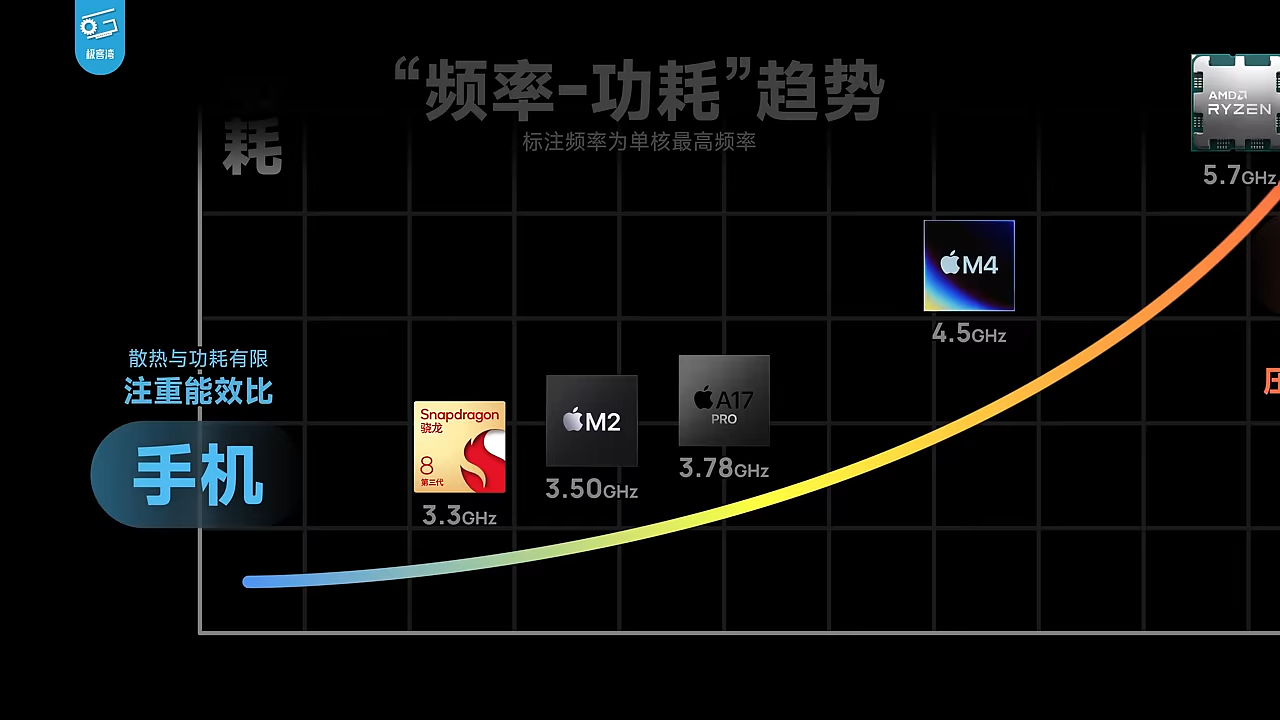 极客湾
“频率-功耗”趋势
标注频率为单核最高频率
耗
AMD
RYZEN
5.7GHz
M4
4.5GHz
散热与功耗有限
注重能效比
手机
Snapdragon
骁龙
8
第三代
3.3GHz
M2
3.50GHz
A17
PRO
3.78GHz